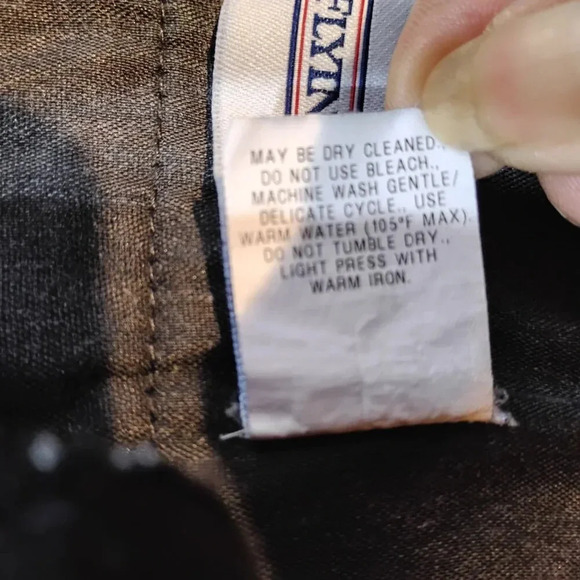 FLYIN
MAY BE DRY CLEANED.,
DO NOT USE BLEACH.,
MACHINE WASH GENTLE/
DELICATE CYCLE., USE
WARM WATER (105°F MAX)
DO NOT TUMBLE DRY.,
LIGHT PRESS WITH
WARM IRON.